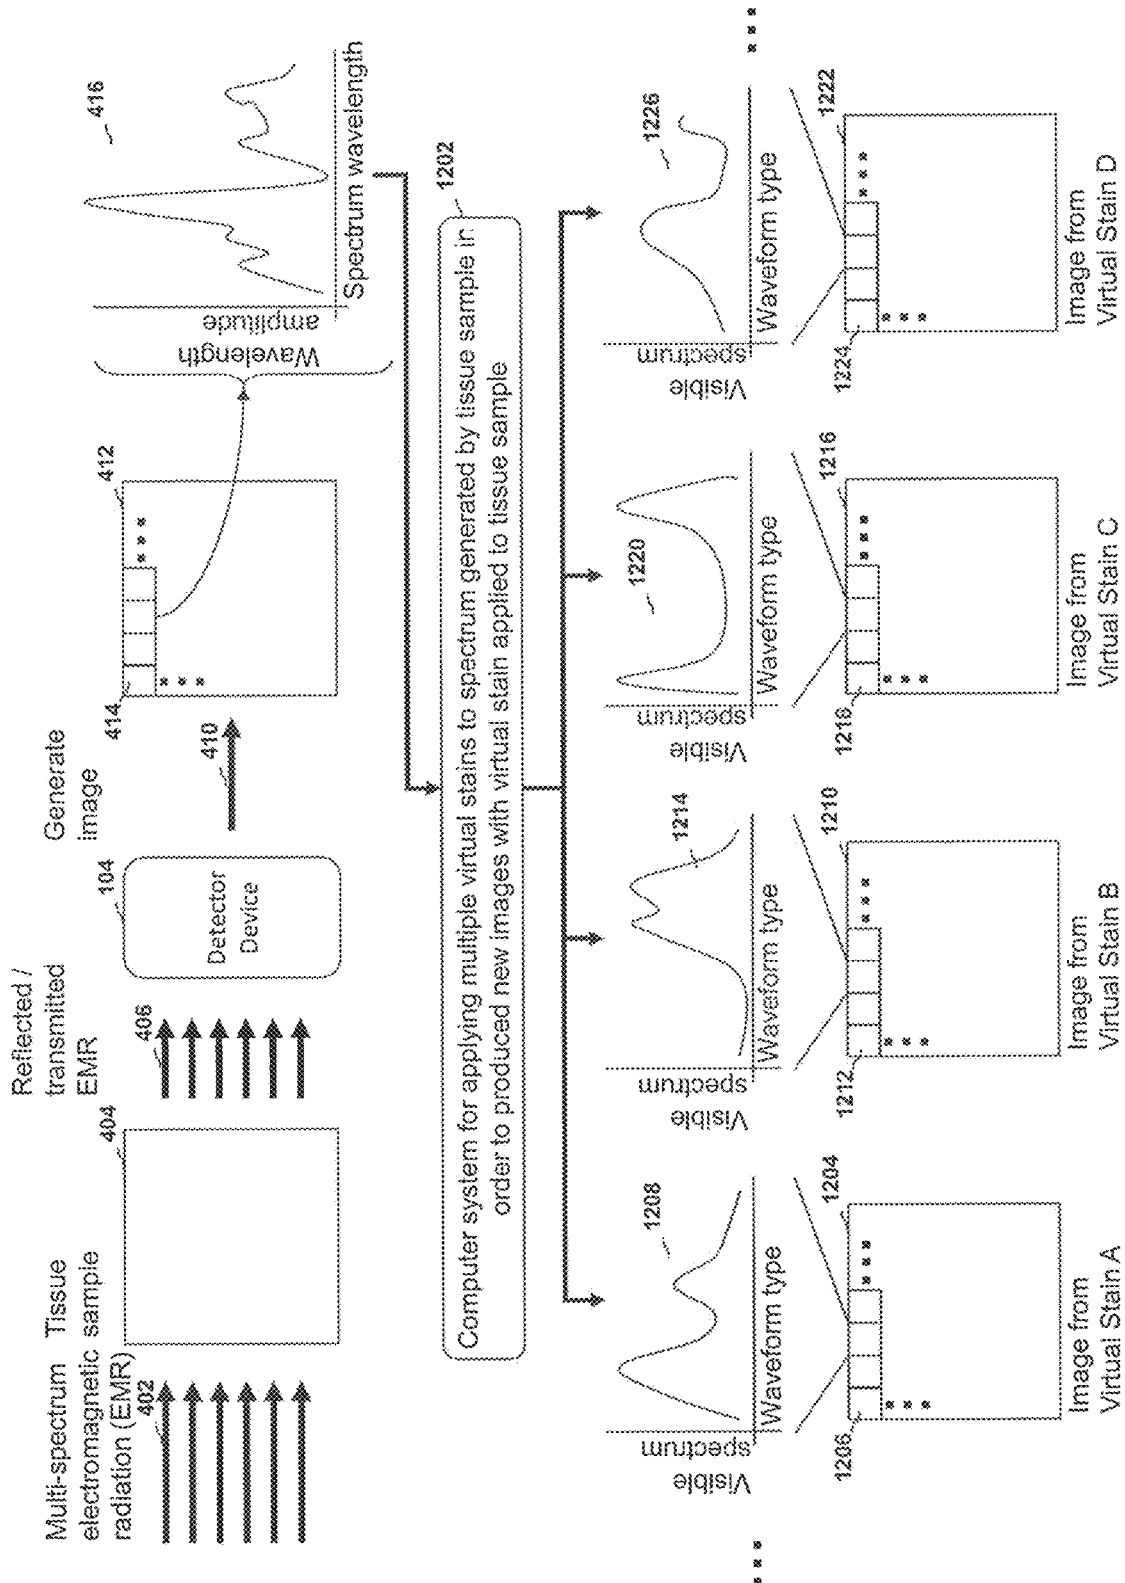 Multi-spectrum
electromagnetic
radiation (EMR)
402
Tissue
sample
404
Reflected /
transmitted
EMR
406
104
Detector
Device
Generate
image
410
414
412
Wavelength
amplitude
416
Spectrum wavelength
1202
Computer system for applying multiple virtual stains to spectrum generated by tissue sample in
order to produced new images with virtual stain applied to tissue sample
Visible
spectrum
1208
Waveform type
1206
1204
Image from
Virtual Stain A
Visible
spectrum
1214
Waveform type
1212
1210
Image from
Virtual Stain B
Visible
spectrum
1220
Waveform type
1218
1216
Image from
Virtual Stain C
Visible
spectrum
1226
Waveform type
1224
1222
Image from
Virtual Stain D